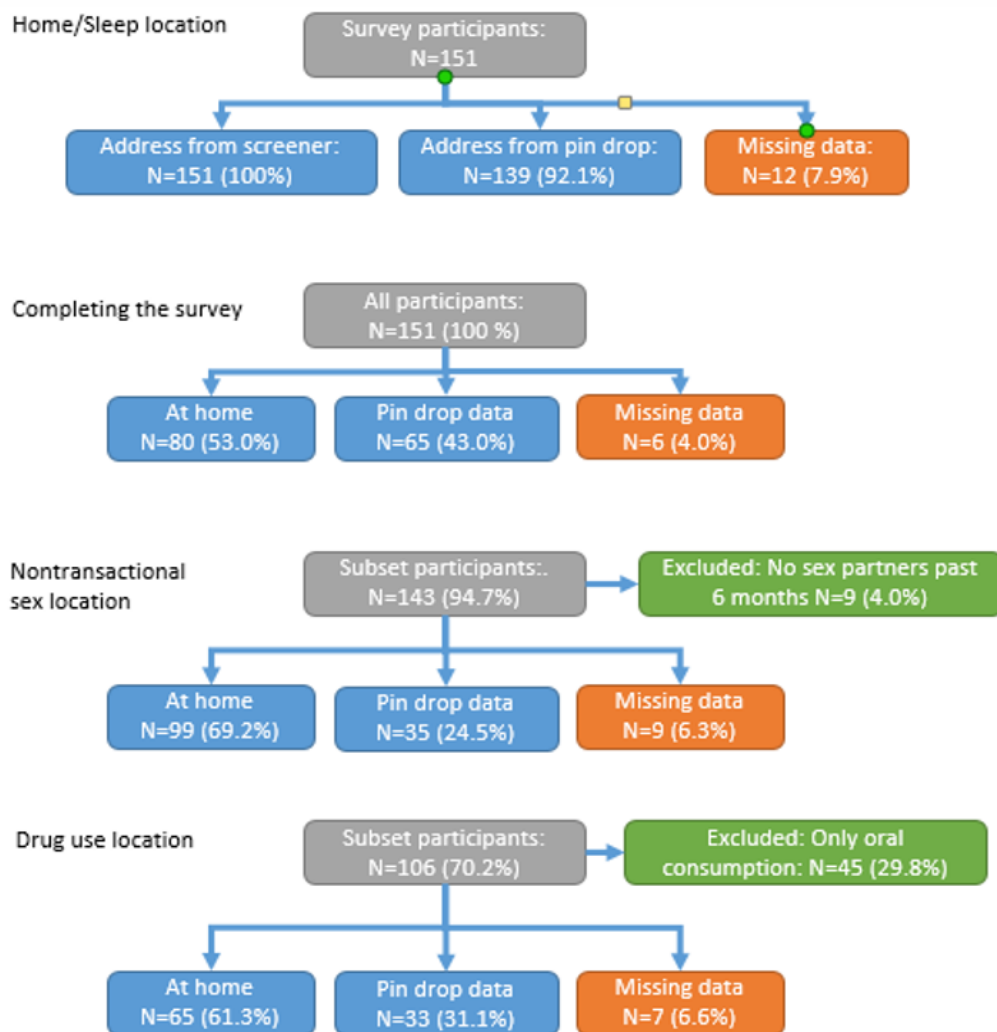 Home/Sleep location
Survey participants:
N=151
Address from screener:
N=151 (100%)
Address from pin drop:
N=139 (92.1%)
Missing data:
N=12 (7.9%)
Completing the survey
All participants:
N=151 (100 %)
At home
N=80 (53.0%)
Pin drop data
N=65 (43.0%)
Missing data
N=6 (4.0%)
Nontransactional
sex location
Subset participants:.
N=143 (94.7%)
Excluded: No sex partners past
6 months N=9 (4.0%)
At home
N=99 (69.2%)
Pin drop data
N=35 (24.5%)
Missing data
N=9 (6.3%)
Drug use location
Subset participants:
N=106 (70.2%)
Excluded: Only oral
consumption: N=45 (29.8%)
At home
N=65 (61.3%)
Pin drop data
N=33 (31.1%)
Missing data
N=7 (6.6%)